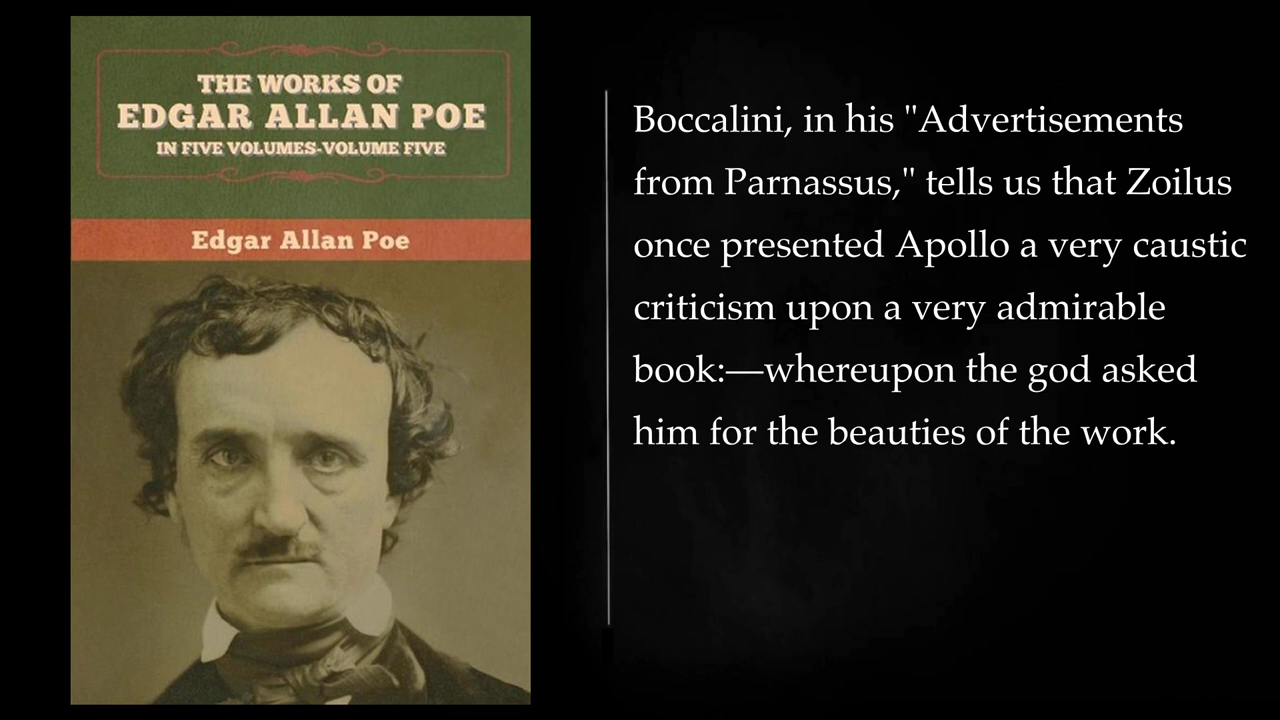 THE WORKS OF
EDGAR ALLAN POE
IN FIVE VOLUMES-VOLUME FIVE
Edgar Allan Poe
Boccalini, in his "Advertisements
from Parnassus," tells us that Zoilus
once presented Apollo a very caustic
criticism upon a very admirable
book:—whereupon the god asked
him for the beauties of the work.